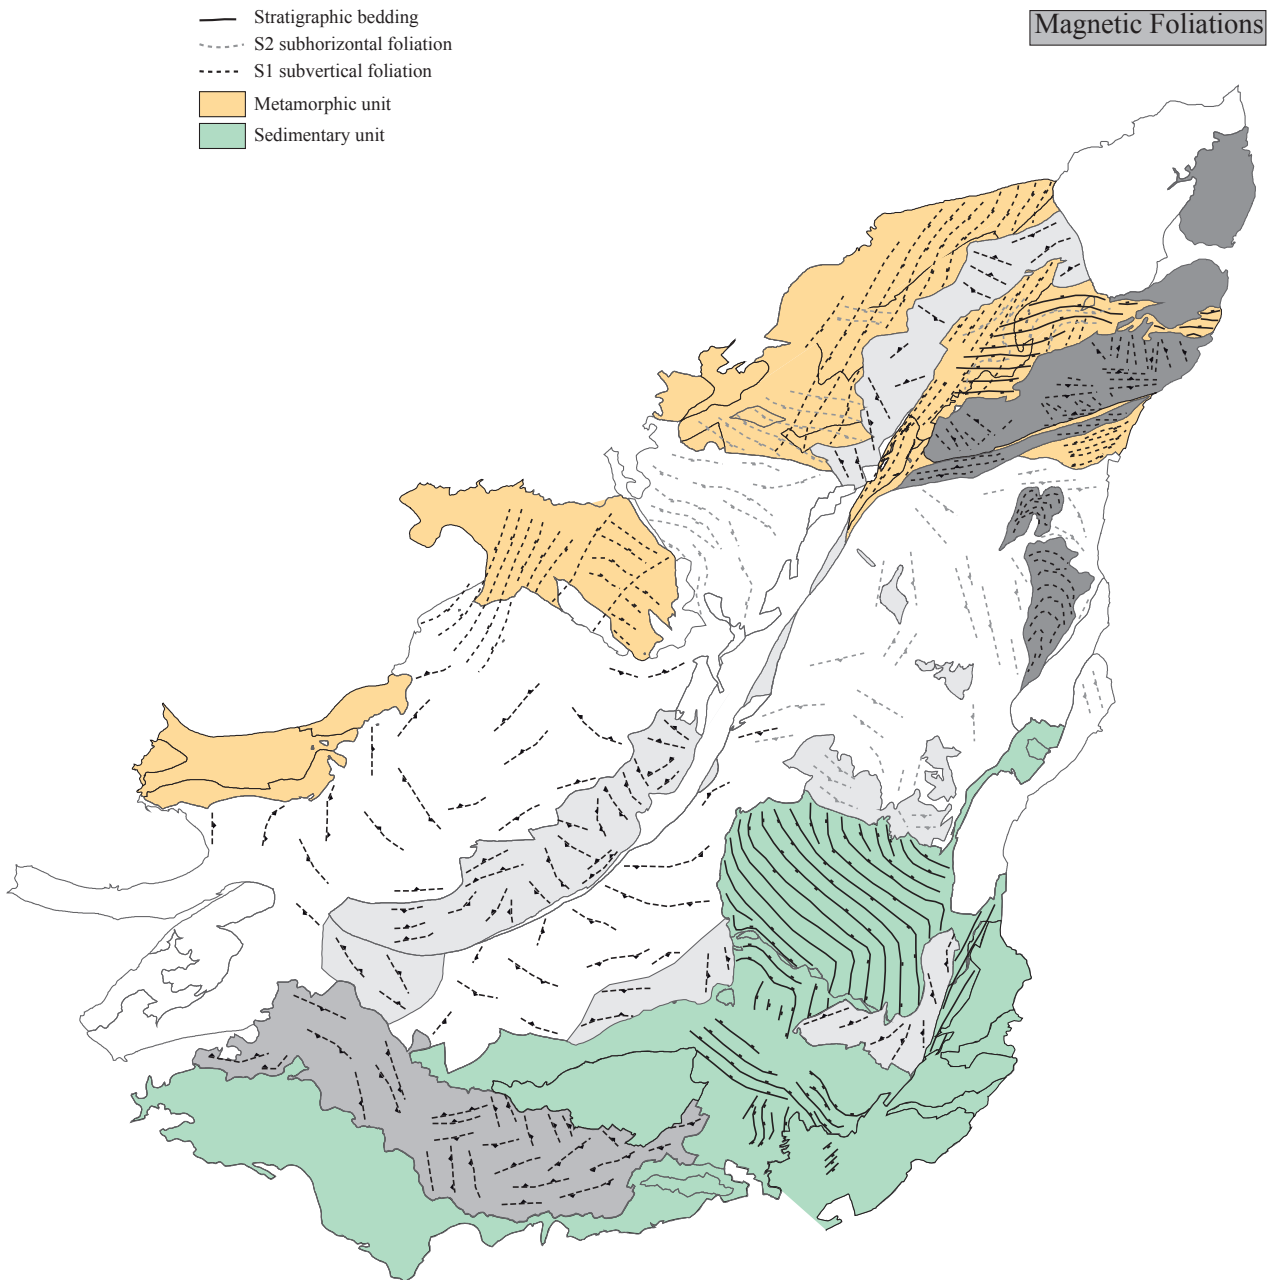 Stratigraphic bedding
S2 subhorizontal foliation
S1 subvertical foliation
Metamorphic unit
Sedimentary unit
Magnetic Foliations